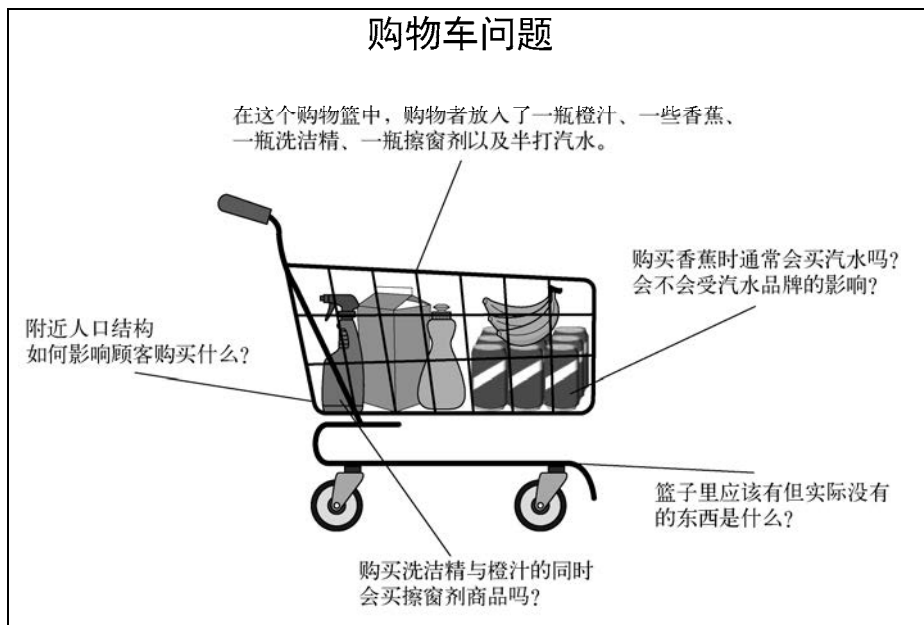 购物车问题
在这个购物篮中，购物者放入了一瓶橙汁、一些香蕉、
一瓶洗洁精、一瓶擦窗剂以及半打汽水。
购买香蕉时通常会买汽水吗？
会不会受汽水品牌的影响？
附近人口结构
如何影响顾客购买什么？
篮子里应该有但实际没有
的东西是什么？
购买洗洁精与橙汁的同时
会买擦窗剂商品吗？